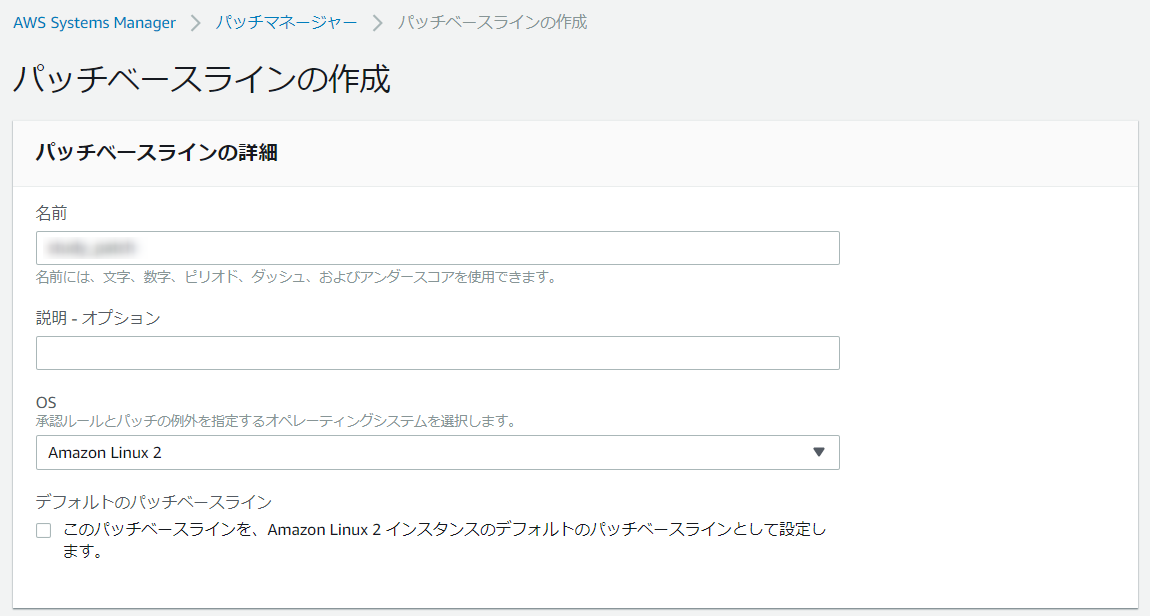 AWS Systems Manager > パッチマネージャー > パッチベースラインの作成
パッチベースラインの作成
パッチベースラインの詳細
名前
名前には、文字、数字、ピリオド、ダッシュ、およびアンダースコアを使用できます。
説明 - オプション
OS
承認ルールとパッチの例外を指定するオペレーティングシステムを選択します。
Amazon Linux 2
デフォルトのパッチベースライン
このパッチベースラインを、Amazon Linux 2 インスタンスのデフォルトのパッチベースラインとして設定し
ます。